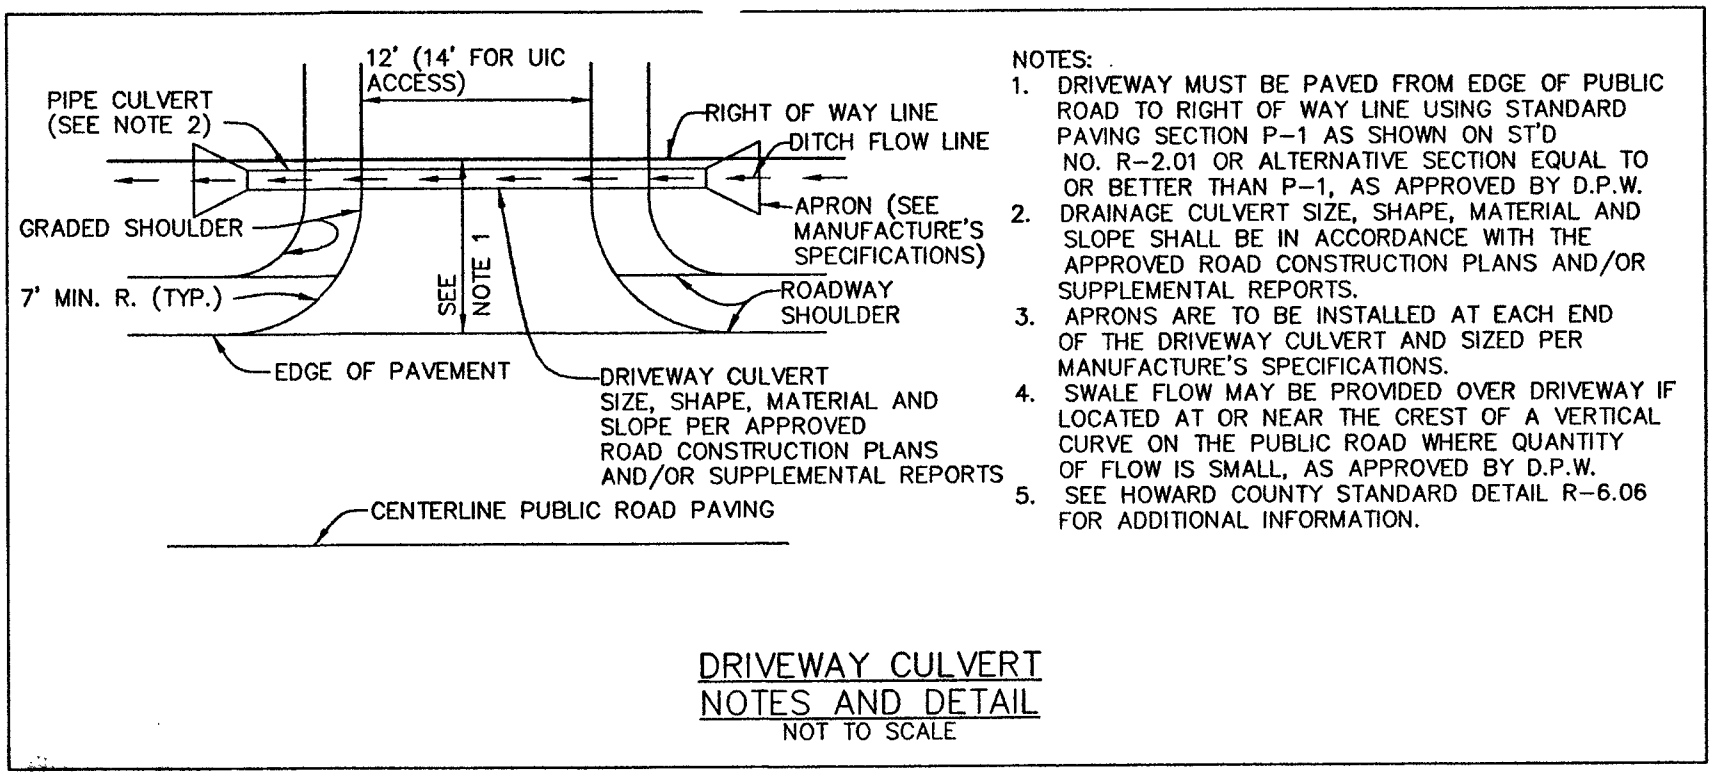 12' (14' FOR UIC
ACCESS)
PIPE CULVERT
(SEE NOTE 2)
RIGHT OF WAY LINE
DITCH FLOW LINE
GRADED SHOULDER
APRON (SEE
MANUFACTURE'S
SPECIFICATIONS)
SEE
NOTE 1
7' MIN. R. (TYP.)
ROADWAY
SHOULDER
EDGE OF PAVEMENT
DRIVEWAY CULVERT
SIZE, SHAPE, MATERIAL AND
SLOPE PER APPROVED
ROAD CONSTRUCTION PLANS
AND/OR SUPPLEMENTAL REPORTS
CENTERLINE PUBLIC ROAD PAVING
NOTES:
1. DRIVEWAY MUST BE PAVED FROM EDGE OF PUBLIC
ROAD TO RIGHT OF WAY LINE USING STANDARD
PAVING SECTION P-1 AS SHOWN ON ST'D
NO. R-2.01 OR ALTERNATIVE SECTION EQUAL TO
OR BETTER THAN P-1, AS APPROVED BY D.P.W.
2. DRAINAGE CULVERT SIZE, SHAPE, MATERIAL AND
SLOPE SHALL BE IN ACCORDANCE WITH THE
APPROVED ROAD CONSTRUCTION PLANS AND/OR
SUPPLEMENTAL REPORTS.
3. APRONS ARE TO BE INSTALLED AT EACH END
OF THE DRIVEWAY CULVERT AND SIZED PER
MANUFACTURE'S SPECIFICATIONS.
4. SWALE FLOW MAY BE PROVIDED OVER DRIVEWAY IF
LOCATED AT OR NEAR THE CREST OF A VERTICAL
CURVE ON THE PUBLIC ROAD WHERE QUANTITY
OF FLOW IS SMALL, AS APPROVED BY D.P.W.
5. SEE HOWARD COUNTY STANDARD DETAIL R-6.06
FOR ADDITIONAL INFORMATION.
DRIVEWAY CULVERT
NOTES AND DETAIL
NOT TO SCALE